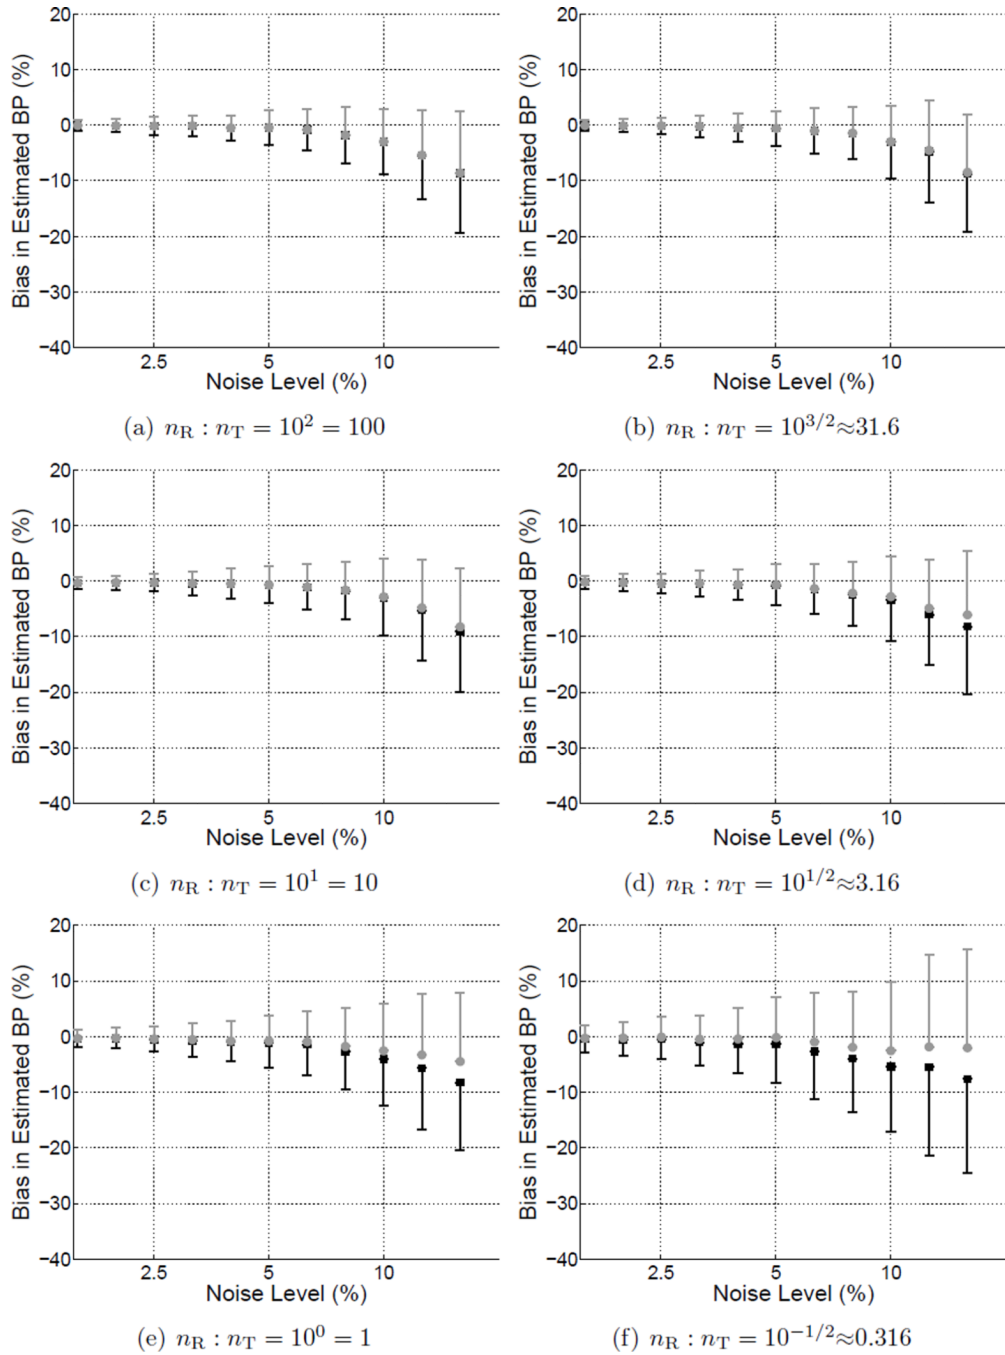 20
10
0
−10
−20
−30
−40
Bias in Estimated BP (%)
2.5 5 10
Noise Level (%)
(a) nR : nT = 10² = 100
20
10
0
−10
−20
−30
−40
Bias in Estimated BP (%)
2.5 5 10
Noise Level (%)
(b) nR : nT = 10^{3/2}≈31.6
20
10
0
−10
−20
−30
−40
Bias in Estimated BP (%)
2.5 5 10
Noise Level (%)
(c) nR : nT = 10¹ = 10
20
10
0
−10
−20
−30
−40
Bias in Estimated BP (%)
2.5 5 10
Noise Level (%)
(d) nR : nT = 10^{1/2}≈3.16
20
10
0
−10
−20
−30
−40
Bias in Estimated BP (%)
2.5 5 10
Noise Level (%)
(e) nR : nT = 10⁰ = 1
20
10
0
−10
−20
−30
−40
Bias in Estimated BP (%)
2.5 5 10
Noise Level (%)
(f) nR : nT = 10^{−1/2}≈0.316